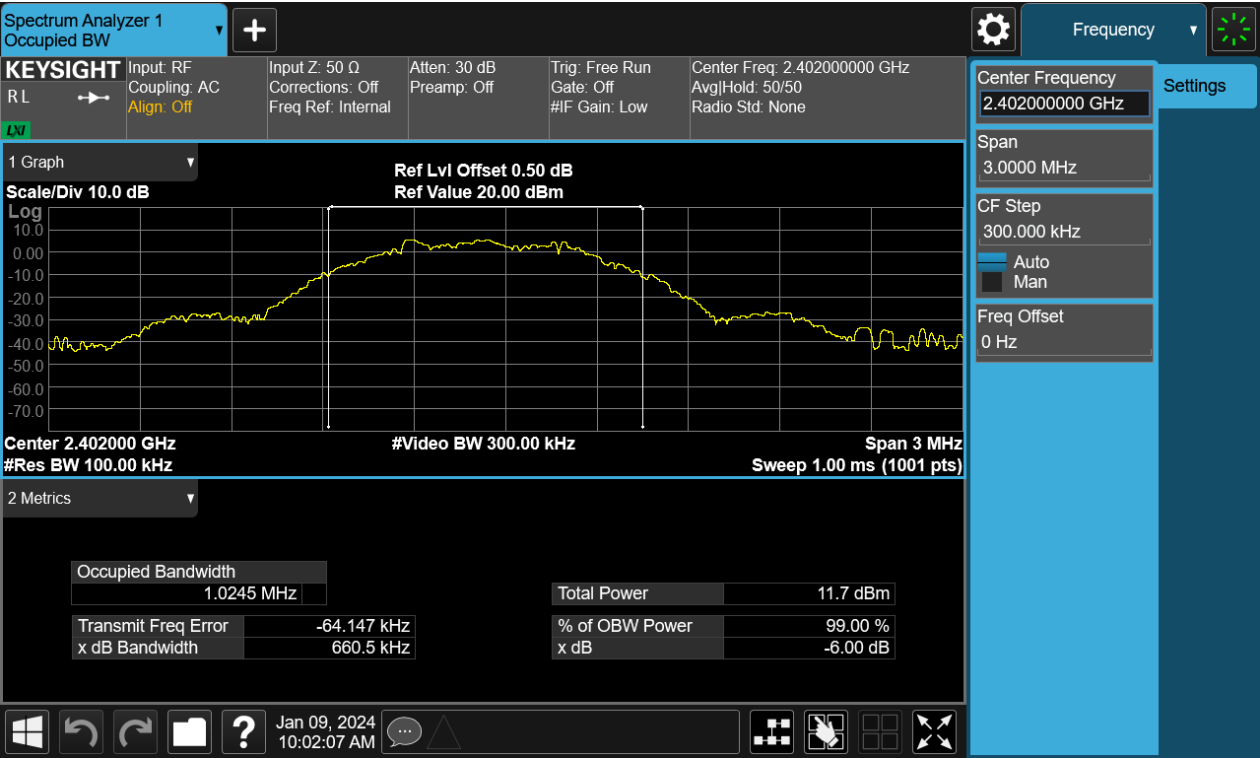 Spectrum Analyzer 1
Occupied BW
Frequency
KEYSIGHT
R L
LXI
Input: RF
Coupling: AC
Align: Off
Input Z: 50 Ω
Corrections: Off
Freq Ref: Internal
Atten: 30 dB
Preamp: Off
Trig: Free Run
Gate: Off
#IF Gain: Low
Center Freq: 2.402000000 GHz
Avg|Hold: 50/50
Radio Std: None
Center Frequency
2.402000000 GHz
Settings
Span
3.0000 MHz
CF Step
300.000 kHz
Auto
Man
Freq Offset
0 Hz
1 Graph
Scale/Div 10.0 dB
Ref Lvl Offset 0.50 dB
Ref Value 20.00 dBm
Log
10.0
0.00
-10.0
-20.0
-30.0
-40.0
-50.0
-60.0
-70.0
Center 2.402000 GHz
#Video BW 300.00 kHz
Span 3 MHz
#Res BW 100.00 kHz
Sweep 1.00 ms (1001 pts)
2 Metrics
Occupied Bandwidth
1.0245 MHz
Total Power 11.7 dBm
Transmit Freq Error -64.147 kHz
% of OBW Power 99.00 %
x dB Bandwidth 660.5 kHz
x dB -6.00 dB
?
Jan 09, 2024
10:02:07 AM